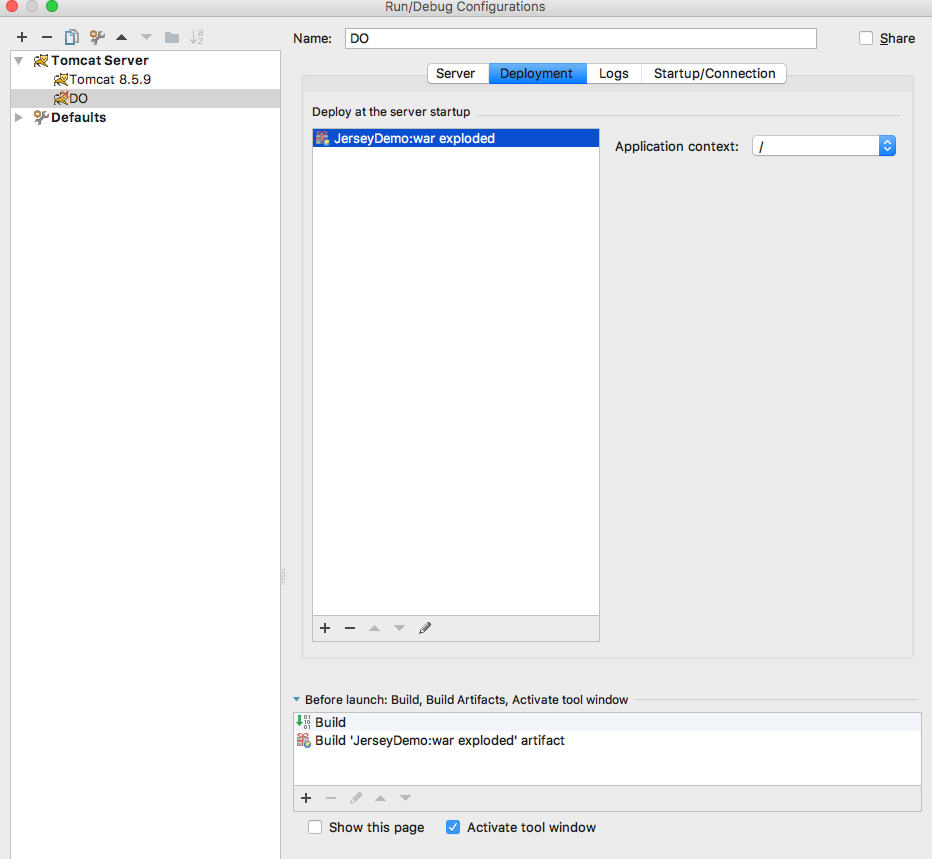 Run/Debug Configurations
Name: DO Share
Tomcat Server
Tomcat 8.5.9
DO
Defaults
Server Deployment Logs Startup/Connection
Deploy at the server startup
JerseyDemo:war exploded
Application context: /
Before launch: Build, Build Artifacts, Activate tool window
Build
Build 'JerseyDemo:war exploded' artifact
Show this page Activate tool window